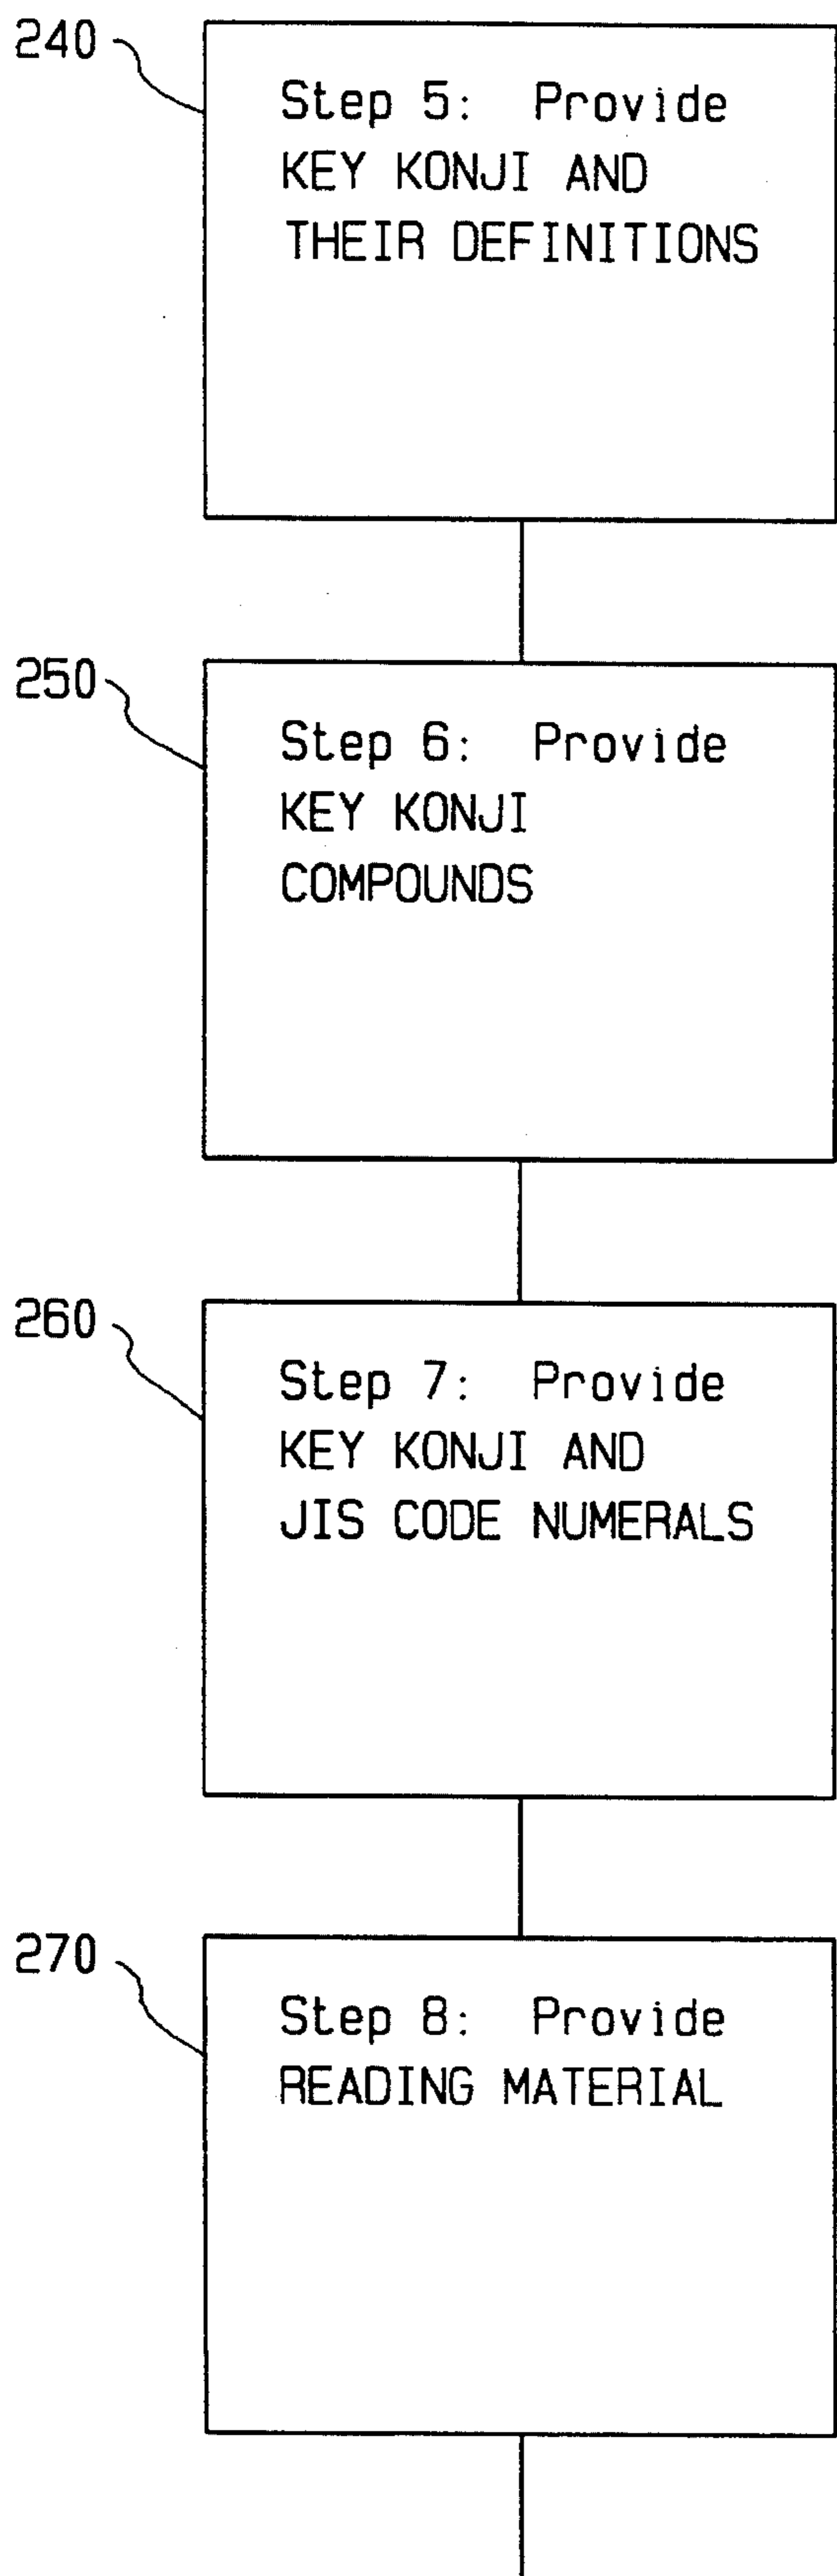 240
Step 5: Provide
KEY KONJI AND
THEIR DEFINITIONS
250
Step 6: Provide
KEY KONJI
COMPOUNDS
260
Step 7: Provide
KEY KONJI AND
JIS CODE NUMERALS
270
Step 8: Provide
READING MATERIAL